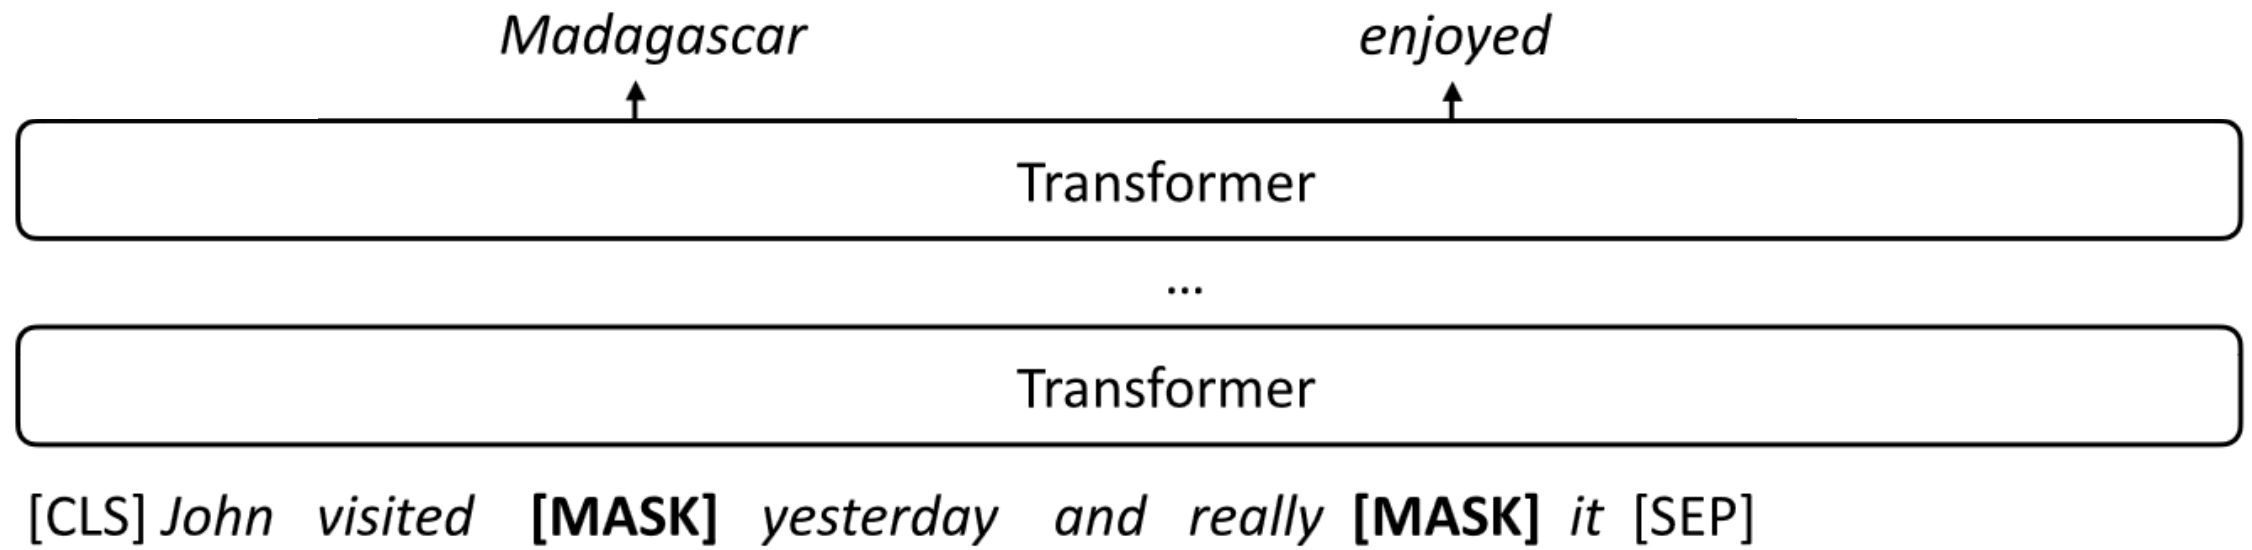 Madagascar enjoyed
Transformer
...
Transformer
[CLS] John visited [MASK] yesterday and really [MASK] it [SEP]